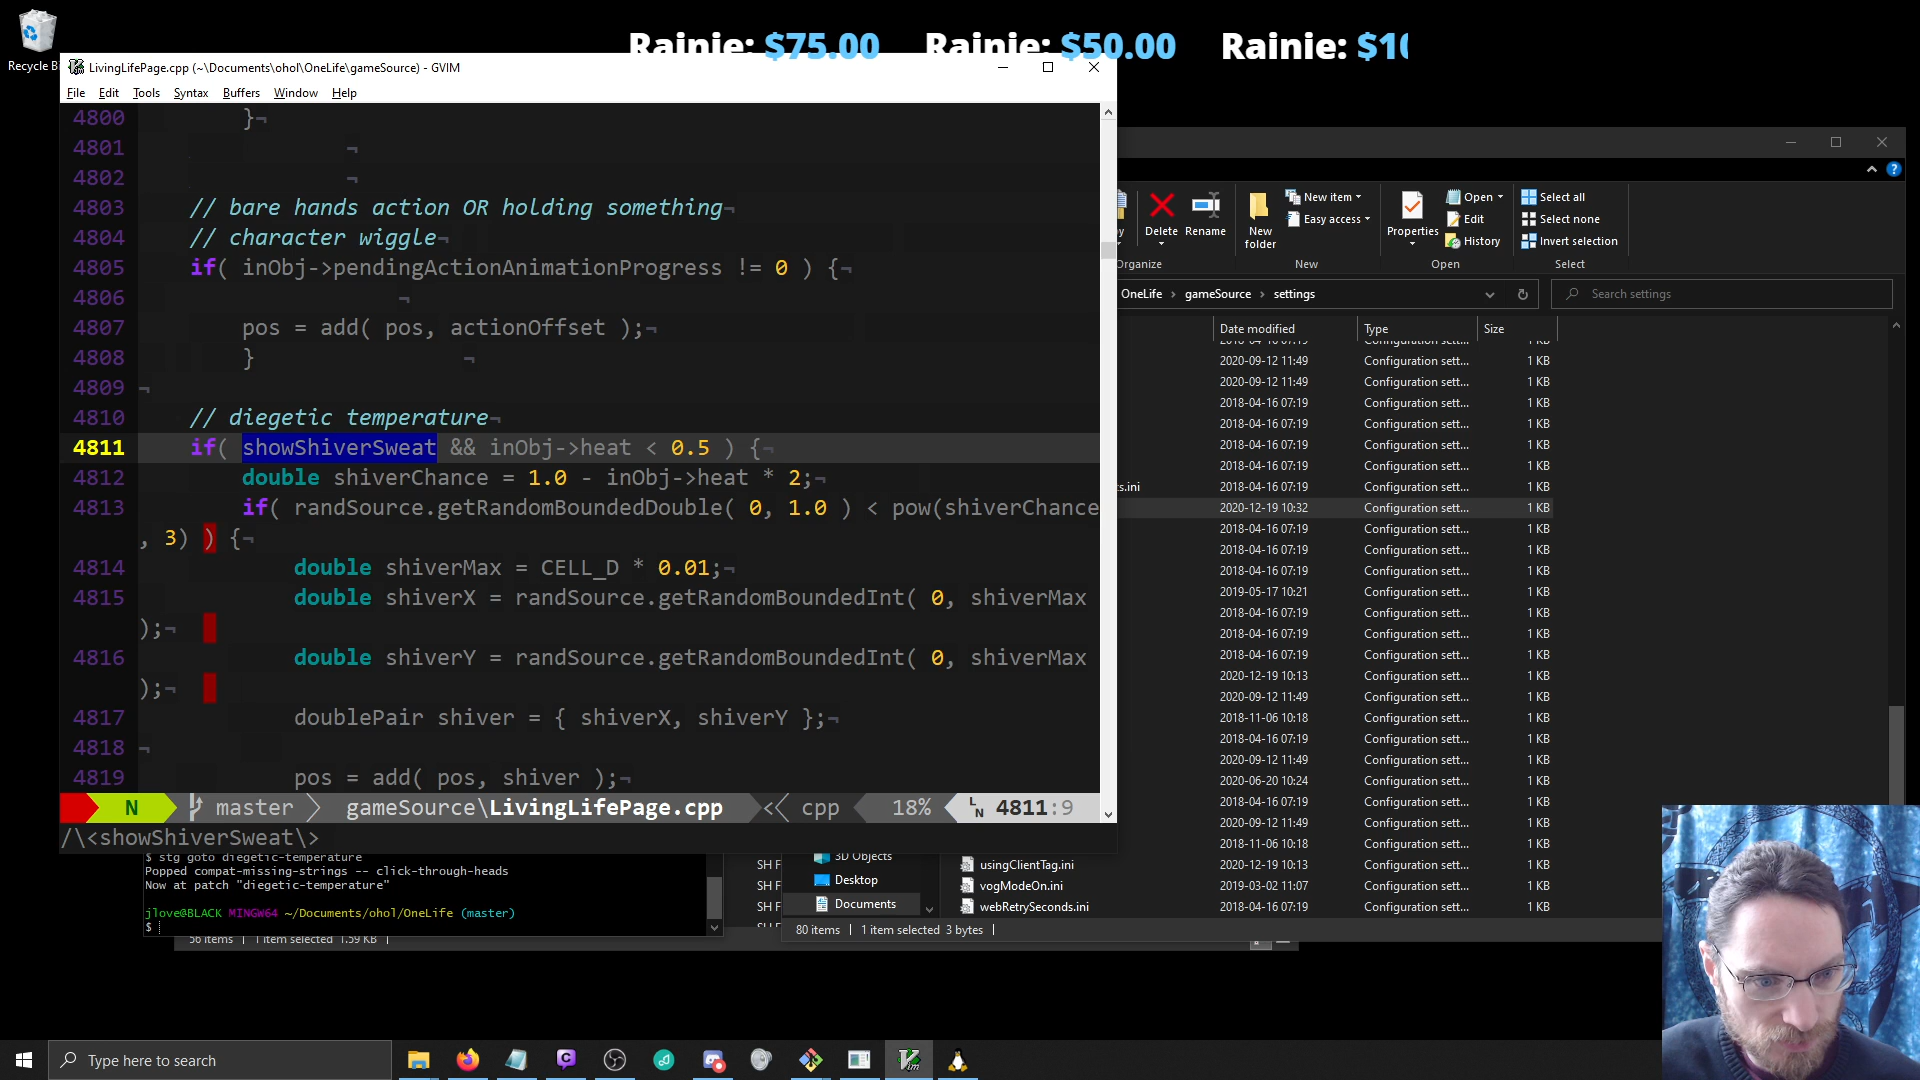 Rainie: $75.00 Rainie: $50.00 Rainie: $10
Recycle Bi
LivingLifePage.cpp (~\Documents\ohol\OneLife\gameSource) - GVIM
File Edit Tools Syntax Buffers Window Help
4800 }¬
4801 ¬
4802 ¬
4803 // bare hands action OR holding something¬
4804 // character wiggle¬
4805 if( inObj->pendingActionAnimationProgress != 0 ) {¬
4806 ¬
4807 pos = add( pos, actionOffset );¬
4808 } ¬
4809 ¬
4810 // diegetic temperature¬
4811 if( showShiverSweat && inObj->heat < 0.5 ) {¬
4812 double shiverChance = 1.0 - inObj->heat * 2;¬
4813 if( randSource.getRandomBoundedDouble( 0, 1.0 ) < pow(shiverChance
, 3) ) {¬
4814 double shiverMax = CELL_D * 0.01;¬
4815 double shiverX = randSource.getRandomBoundedInt( 0, shiverMax
);¬
4816 double shiverY = randSource.getRandomBoundedInt( 0, shiverMax
);¬
4817 doublePair shiver = { shiverX, shiverY };¬
4818 ¬
4819 pos = add( pos, shiver );¬
N master gameSource\LivingLifePage.cpp cpp 18% LN 4811:9
/\<showShiverSweat\>
$ stg goto diegetic-temperature
Popped compat-missing-strings -- click-through-heads
Now at patch "diegetic-temperature"
jlove@BLACK MINGW64 ~/Documents/ohol/OneLife (master)
$
56 items 1 item selected 1.59 KB
SH F
SH F
SH F
py Delete Rename New folder New item Easy access Properties Open Edit History Select all Select none Invert selection
Organize New Open Select
OneLife > gameSource > settings Search settings
Date modified Type Size
2018-04-16 07:19 Configuration sett... 1 KB
2020-09-12 11:49 Configuration sett... 1 KB
2020-09-12 11:49 Configuration sett... 1 KB
2018-04-16 07:19 Configuration sett... 1 KB
2018-04-16 07:19 Configuration sett... 1 KB
2018-04-16 07:19 Configuration sett... 1 KB
2018-04-16 07:19 Configuration sett... 1 KB
ts.ini 2018-04-16 07:19 Configuration sett... 1 KB
2020-12-19 10:32 Configuration sett... 1 KB
2018-04-16 07:19 Configuration sett... 1 KB
2018-04-16 07:19 Configuration sett... 1 KB
2018-04-16 07:19 Configuration sett... 1 KB
2019-05-17 10:21 Configuration sett... 1 KB
2018-04-16 07:19 Configuration sett... 1 KB
2018-04-16 07:19 Configuration sett... 1 KB
2018-04-16 07:19 Configuration sett... 1 KB
2020-12-19 10:13 Configuration sett... 1 KB
2020-09-12 11:49 Configuration sett... 1 KB
2018-11-06 10:18 Configuration sett... 1 KB
2018-04-16 07:19 Configuration sett... 1 KB
2020-09-12 11:49 Configuration sett... 1 KB
2020-06-20 10:24 Configuration sett... 1 KB
2018-04-16 07:19 Configuration sett... 1 KB
2020-09-12 11:49 Configuration sett... 1 KB
2018-11-06 10:18 Configuration sett... 1 KB
3D Objects
Desktop
Documents
usingClientTag.ini 2020-12-19 10:13 Configuration sett... 1 KB
vogModeOn.ini 2019-03-02 11:07 Configuration sett... 1 KB
webRetrySeconds.ini 2018-04-16 07:19 Configuration sett... 1 KB
80 items 1 item selected 3 bytes
Type here to search